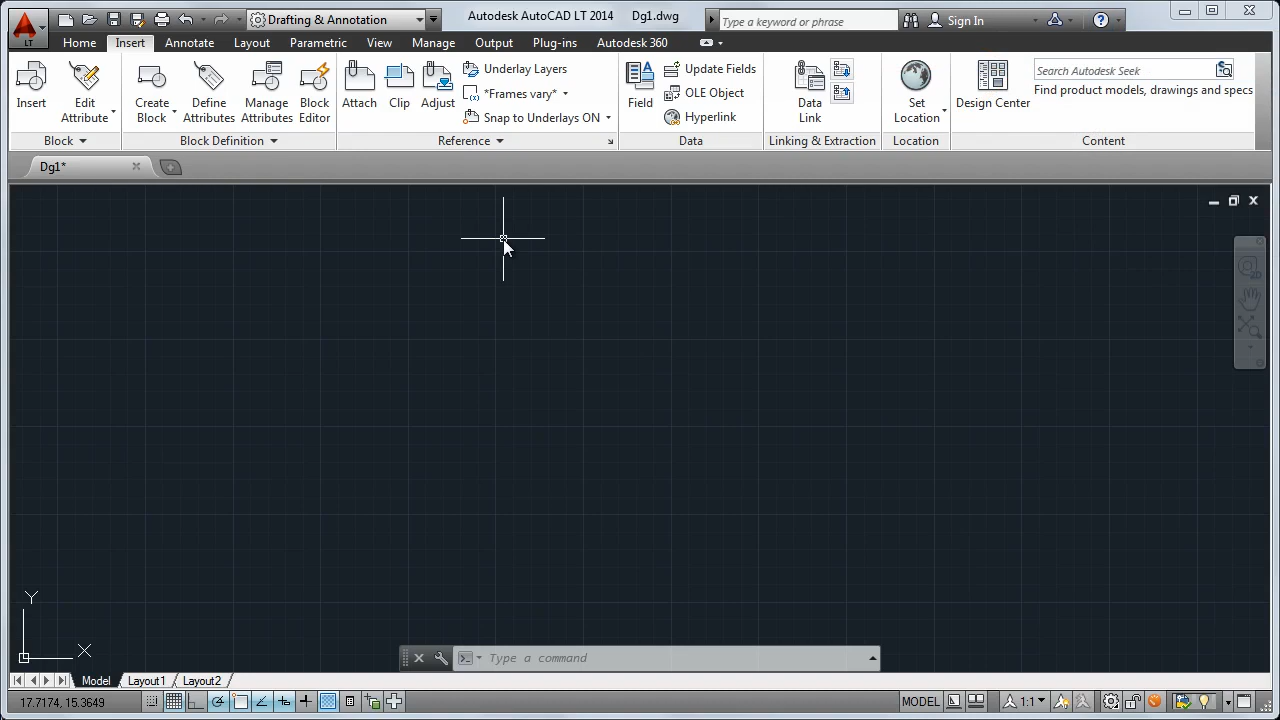 Drafting & Annotation
Autodesk AutoCAD LT 2014 Dg1.dwg
Type a keyword or phrase
Sign In
LT
Home Insert Annotate Layout Parametric View Manage Output Plug-ins Autodesk 360
Insert
Edit
Attribute
Create
Block
Define
Attributes
Manage
Attributes
Block
Editor
Attach
Clip
Adjust
Underlay Layers
*Frames vary*
Snap to Underlays ON
Field
Update Fields
OLE Object
Hyperlink
Data
Link
Set
Location
Design Center
Search Autodesk Seek
Find product models, drawings and specs
Block Block Definition Reference Data Linking & Extraction Location Content
Dg1*
Y
X
Type a command
Model Layout1 Layout2
17.7174, 15.3649
MODEL
1:1